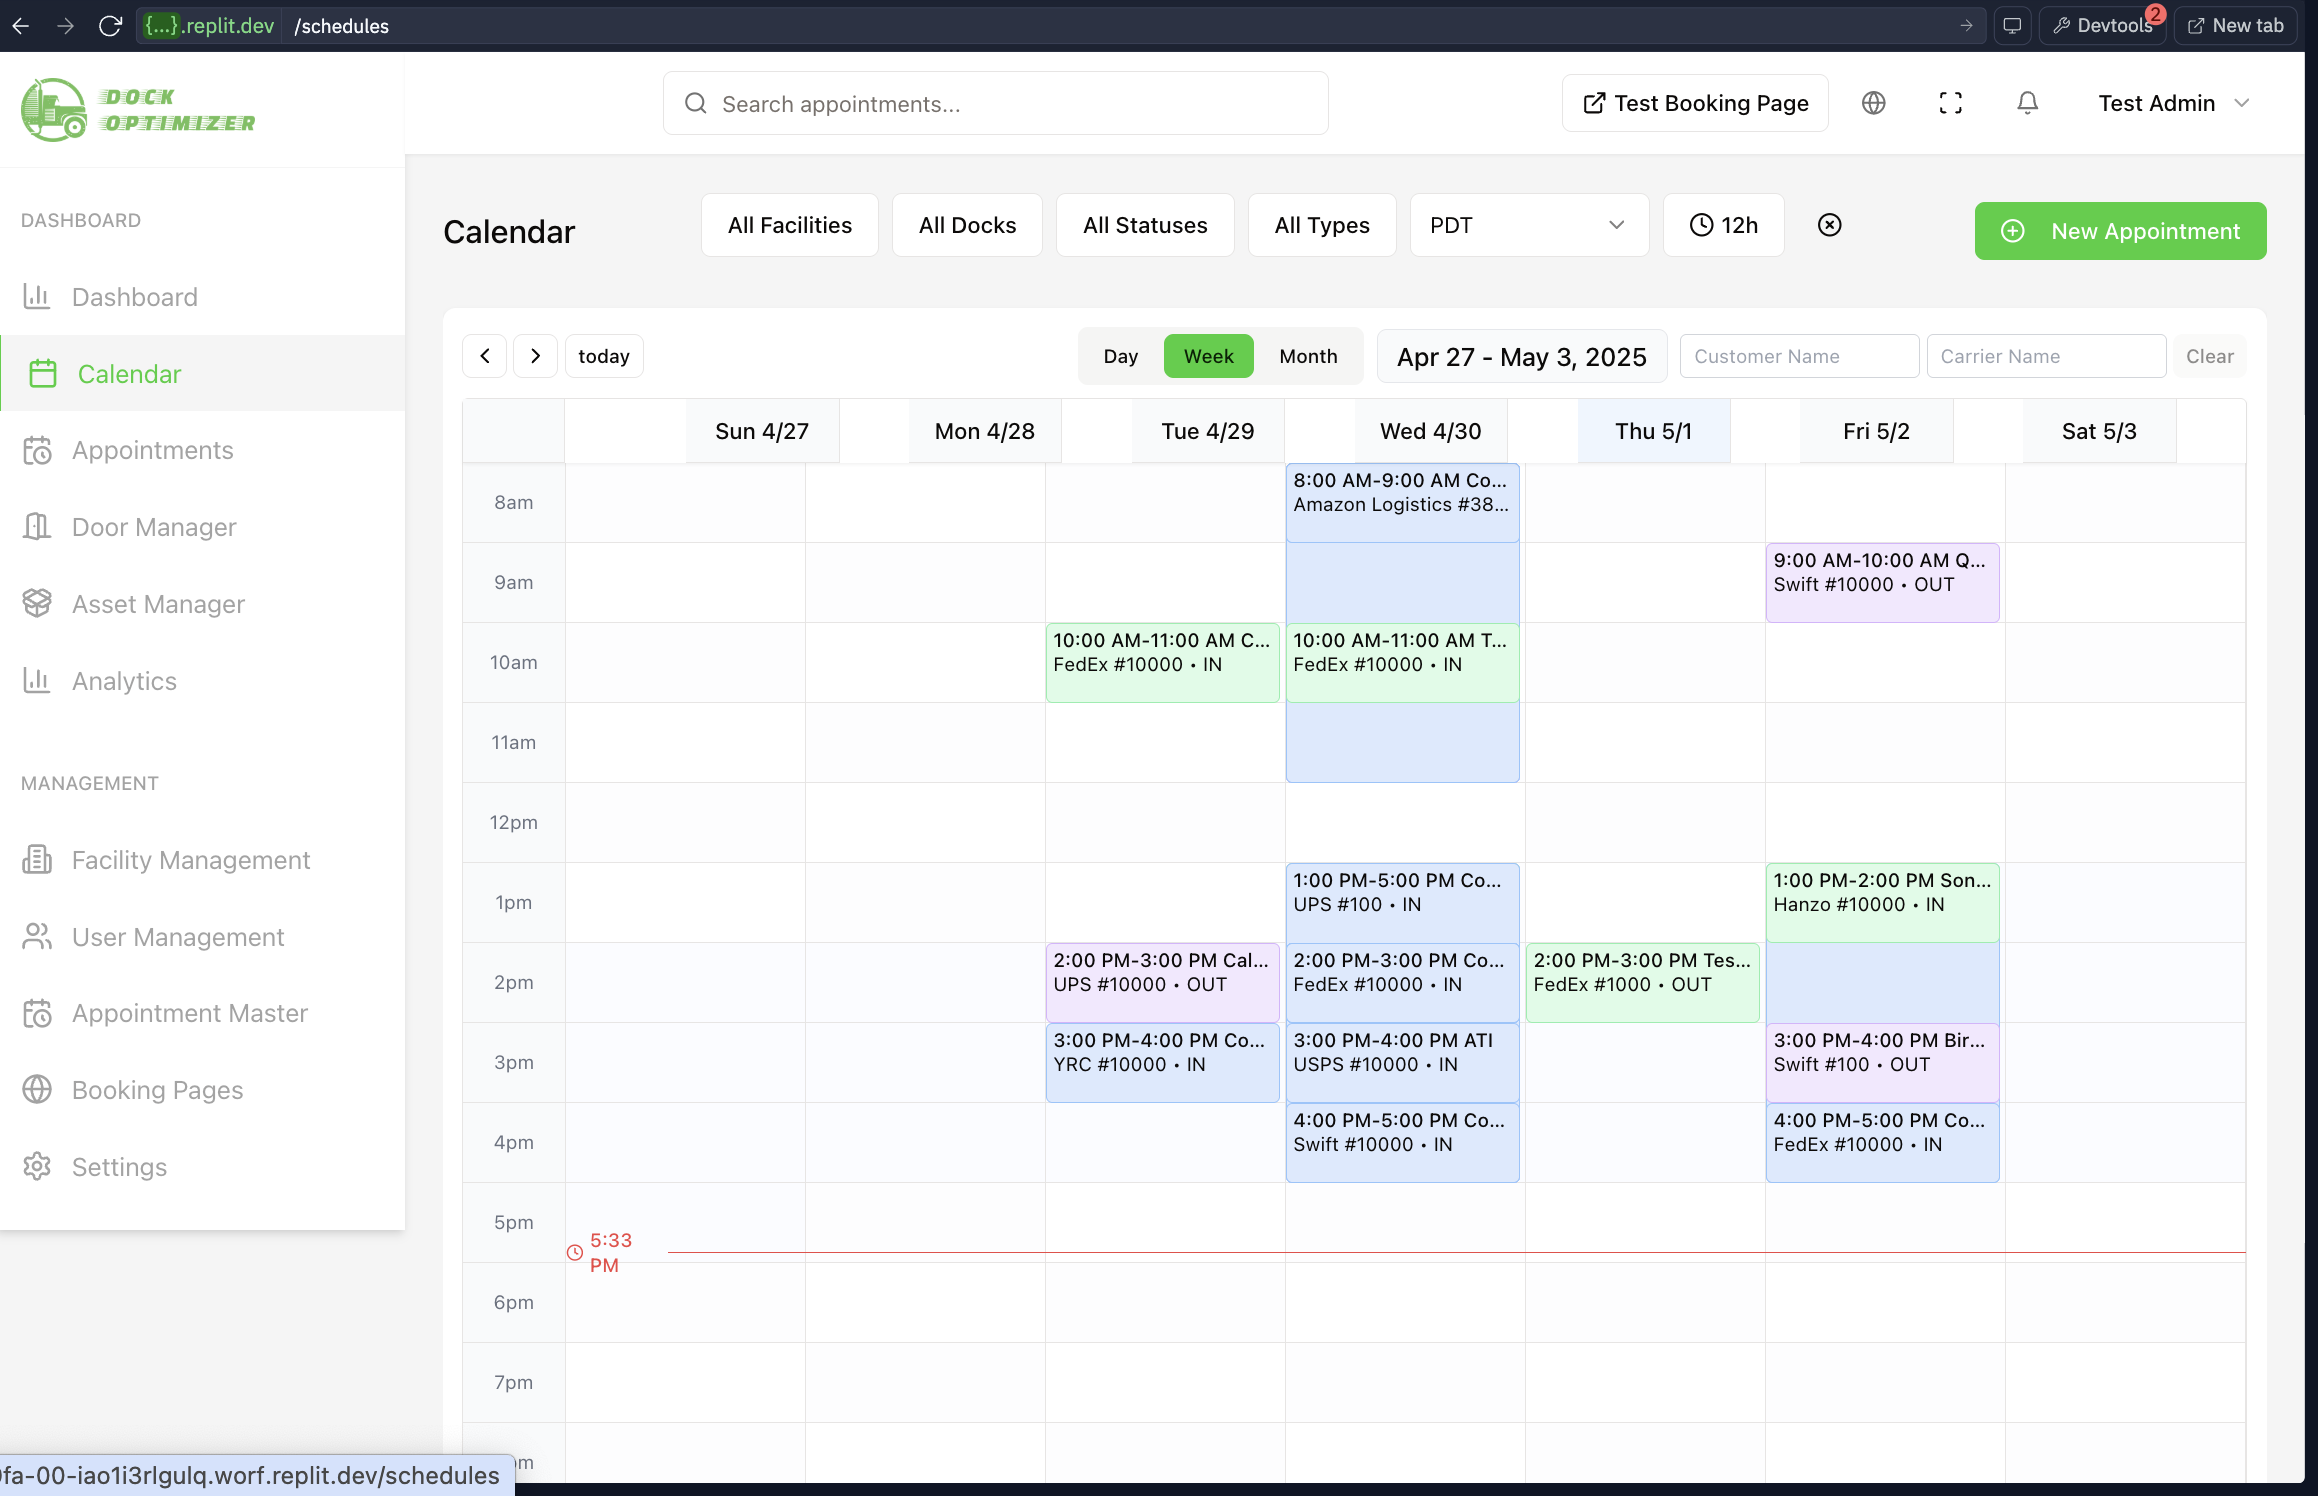 {...}.replit.dev /schedules
Devtools 2
New tab
DOCK
OPTIMIZER
Search appointments...
Test Booking Page
Test Admin
DASHBOARD
Dashboard
Calendar
Appointments
Door Manager
Asset Manager
Analytics
MANAGEMENT
Facility Management
User Management
Appointment Master
Booking Pages
Settings
Calendar
All Facilities
All Docks
All Statuses
All Types
PDT
12h
New Appointment
today
Day
Week
Month
Apr 27 - May 3, 2025
Customer Name
Carrier Name
Clear
Sun 4/27
Mon 4/28
Tue 4/29
Wed 4/30
Thu 5/1
Fri 5/2
Sat 5/3
8am
8:00 AM-9:00 AM Co...
Amazon Logistics #38...
9am
9:00 AM-10:00 AM Q...
Swift #10000 • OUT
10am
10:00 AM-11:00 AM C...
FedEx #10000 • IN
10:00 AM-11:00 AM T...
FedEx #10000 • IN
11am
12pm
1pm
1:00 PM-5:00 PM Co...
UPS #100 • IN
1:00 PM-2:00 PM Son...
Hanzo #10000 • IN
2pm
2:00 PM-3:00 PM Cal...
UPS #10000 • OUT
2:00 PM-3:00 PM Co...
FedEx #10000 • IN
2:00 PM-3:00 PM Tes...
FedEx #1000 • OUT
3pm
3:00 PM-4:00 PM Co...
YRC #10000 • IN
3:00 PM-4:00 PM ATI
USPS #10000 • IN
3:00 PM-4:00 PM Bir...
Swift #100 • OUT
4pm
4:00 PM-5:00 PM Co...
Swift #10000 • IN
4:00 PM-5:00 PM Co...
FedEx #10000 • IN
5pm
5:33
PM
6pm
7pm
fa-00-iao1i3rlgulq.worf.replit.dev/schedules